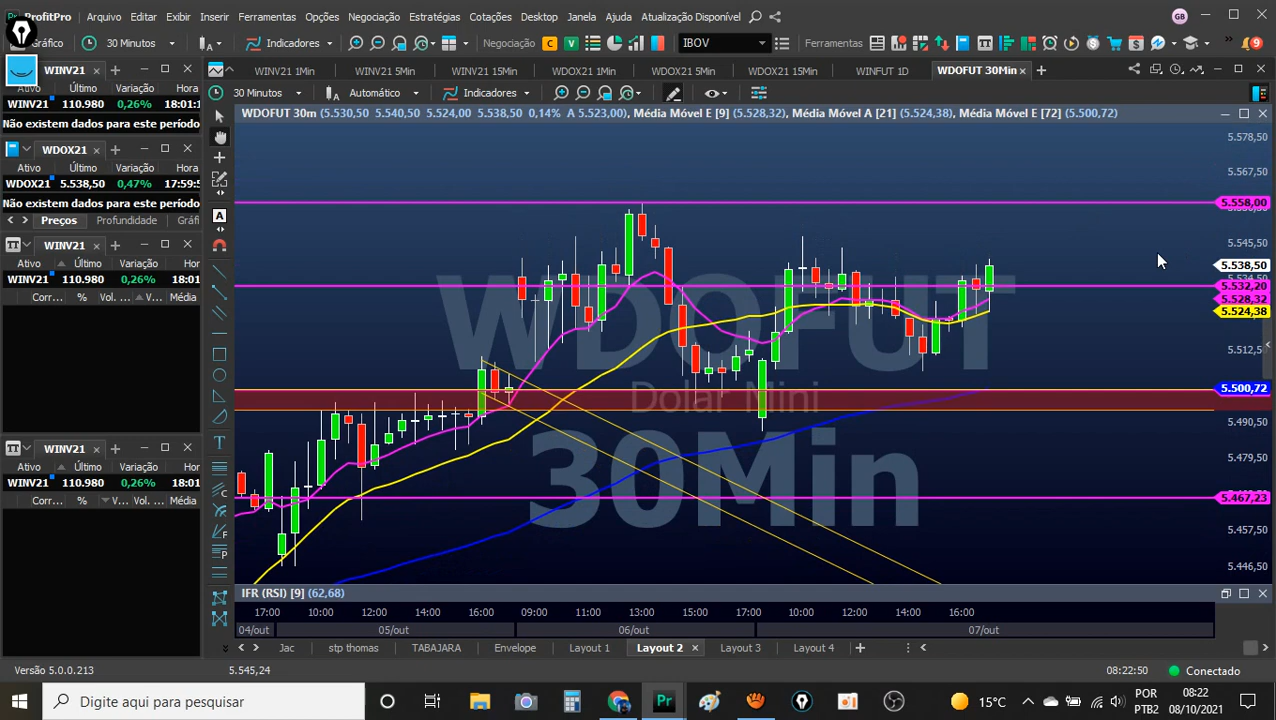 ProfitPro Arquivo Editar Exibir Inserir Ferramentas Opções Negociação Estratégias Cotações Desktop Janela Ajuda Atualização Disponível GB
Gráfico 30 Minutos A Indicadores Negociação C V IBOV Ferramentas 9
WINV21
WINV21 1Min WINV21 5Min WINV21 15Min WDOX21 1Min WDOX21 5Min WDOX21 15Min WINFUT 1D WDOFUT 30Min
Ativo Último Variação Hora
30 Minutos A Automático Indicadores
WINV21 110.980 0,26% 18:01:1
WDOFUT 30m (5.530,50 5.540,50 5.524,00 5.538,50 0,14% A 5.523,00), Média Móvel E [9] (5.528,32), Média Móvel A [21] (5.524,38), Média Móvel E [72] (5.500,72)
Não existem dados para este período
WDOX21
Ativo Último Variação Hora
WDOX21 5.538,50 0,47% 17:59:5
Não existem dados para este período
Preços Profundidade Gráfi
WINV21
Ativo Último Variação Hora
WINV21 110.980 0,26% 18:01
Corr... % Vol. ... V... Média
WINV21
Ativo Último Variação Hora
WINV21 110.980 0,26% 18:01
Corr... % V... Vol. ... Média
A
T
WDOFUT
Dolar Mini
30Min
5.578,50
5.567,50
5.558,00
5.545,50
5.538,50
5.532,20
5.528,32
5.524,38
5.512,5
5.500,72
5.490,50
5.479,50
5.467,23
5.457,50
5.446,50
IFR (RSI) [9] (62,68)
17:00 10:00 12:00 14:00 16:00 09:00 11:00 13:00 15:00 17:00 10:00 12:00 14:00 16:00
04/out 05/out 06/out 07/out
Jac stp thomas TABAJARA Envelope Layout 1 Layout 2 Layout 3 Layout 4
Versão 5.0.0.213 5.545,24 08:22:50 Conectado
Digite aqui para pesquisar Pr 15°C POR PTB2 08:22 08/10/2021